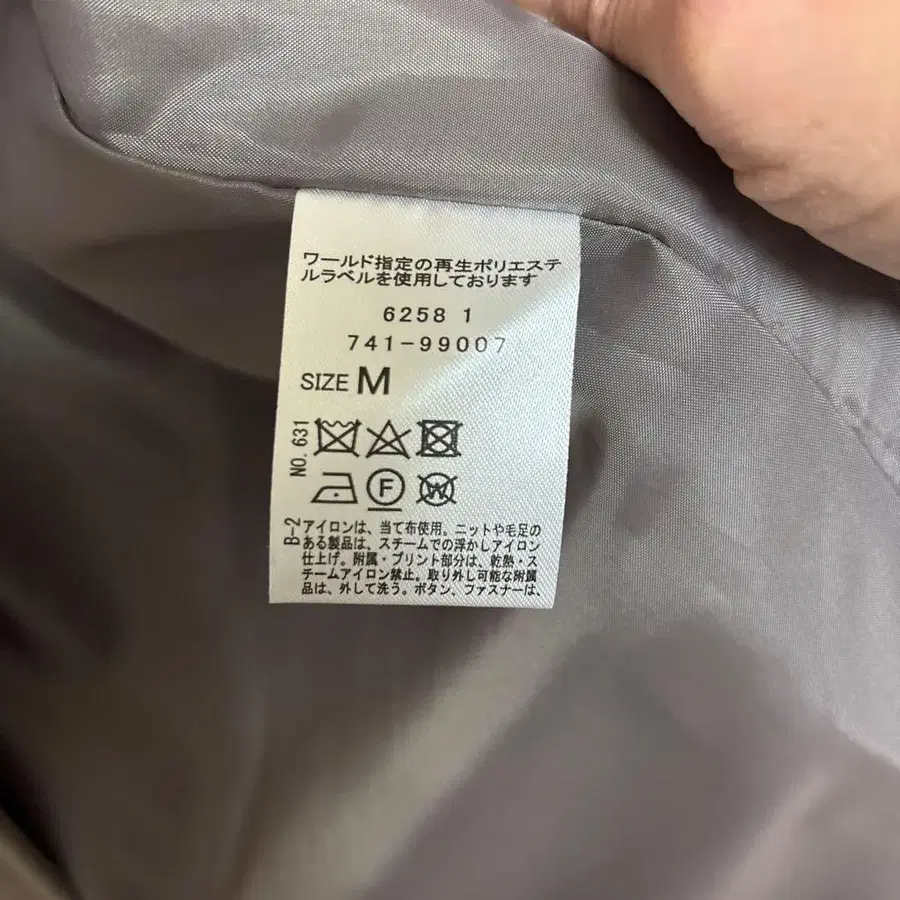 ワールド指定の再生ポリエステ
ルラベルを使用しております
6258 1
741-99007
SIZE M
NO. 631
F
W
B-2
アイロンは、当て布使用。ニットや毛足の
ある製品は、スチームでの浮かしアイロン
仕上げ。附属・プリント部分は、乾熱・ス
チームアイロン禁止。取り外し可能な附属
品は、外して洗う。ボタン、ファスナーは、